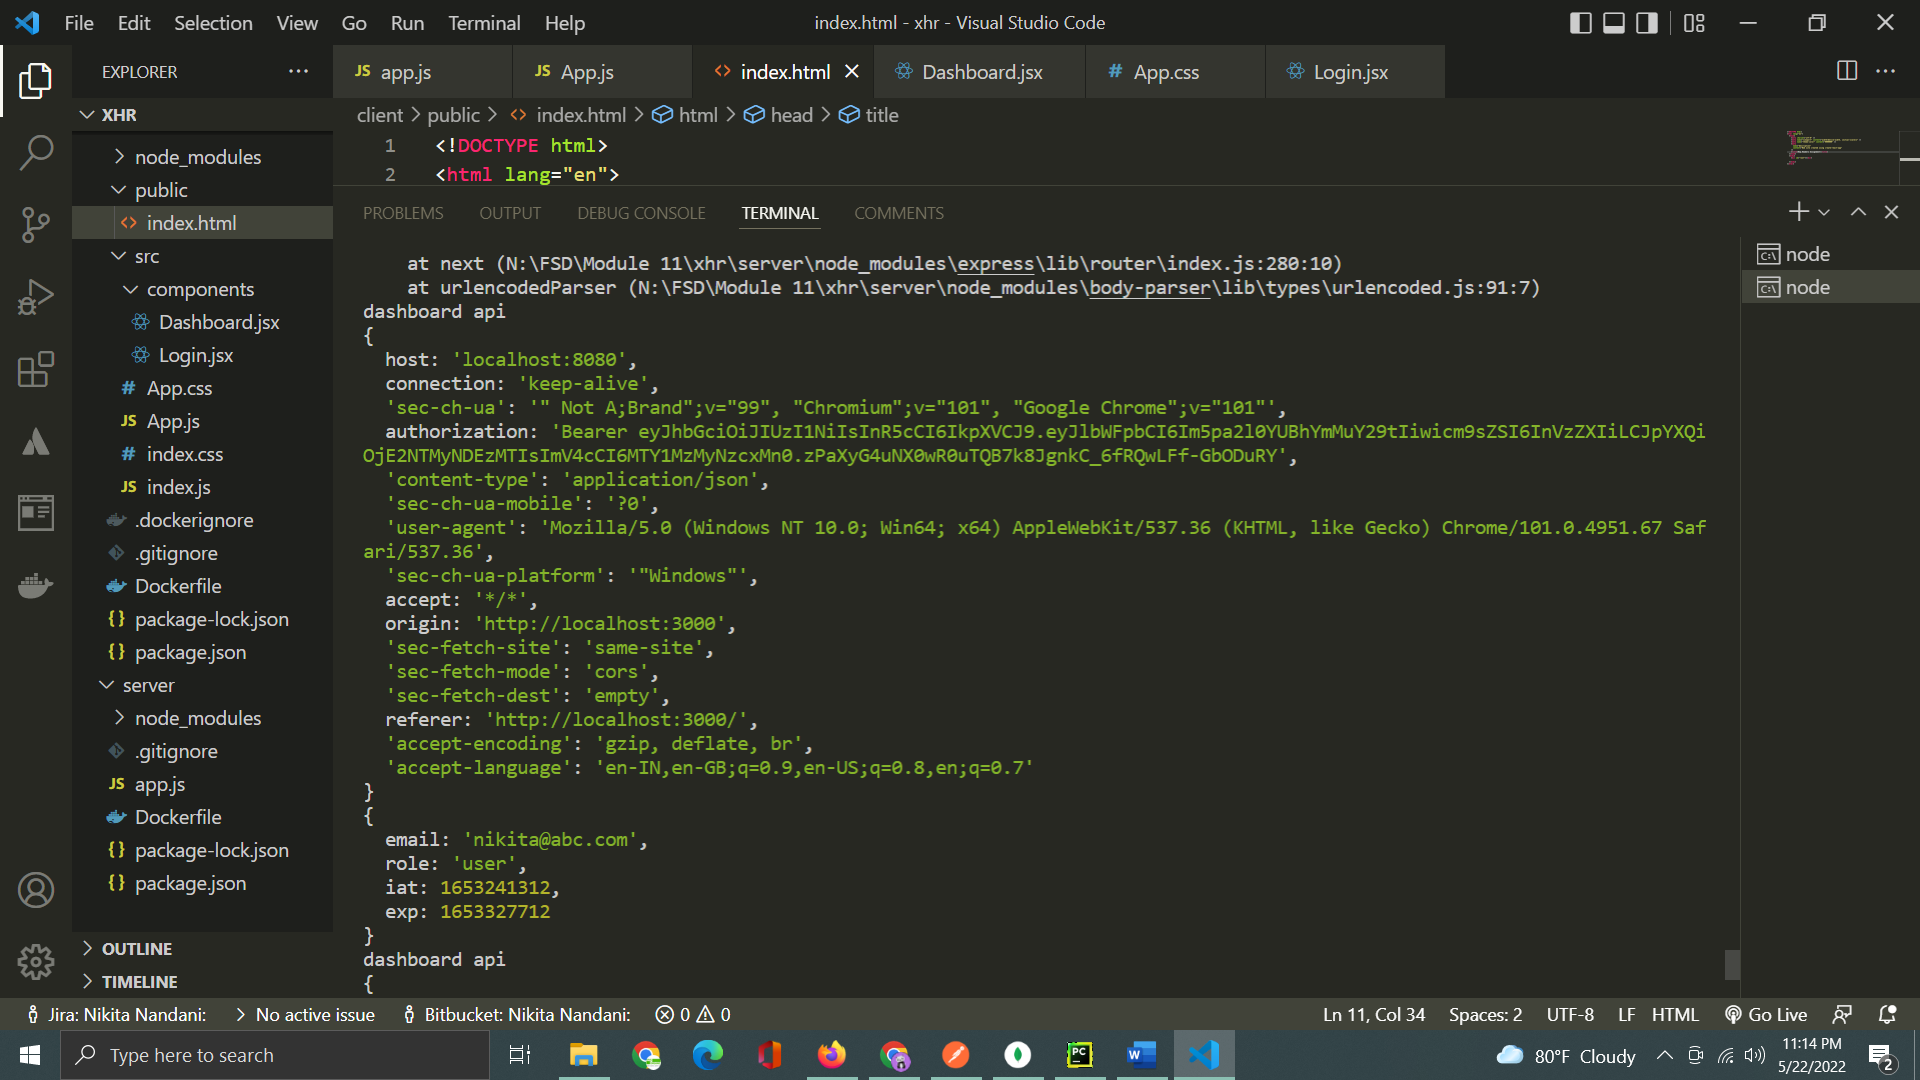 File Edit Selection View Go Run Terminal Help
index.html - xhr - Visual Studio Code
EXPLORER
JS app.js
JS App.js
<> index.html
Dashboard.jsx
# App.css
Login.jsx
XHR
client > public > <> index.html > html > head > title
node_modules
public
<> index.html
src
components
Dashboard.jsx
Login.jsx
# App.css
JS App.js
# index.css
JS index.js
.dockerignore
.gitignore
Dockerfile
{} package-lock.json
{} package.json
server
node_modules
.gitignore
JS app.js
Dockerfile
{} package-lock.json
{} package.json
OUTLINE
TIMELINE
1 <!DOCTYPE html>
2 <html lang="en">
PROBLEMS OUTPUT DEBUG CONSOLE TERMINAL COMMENTS
at next (N:\FSD\Module 11\xhr\server\node_modules\express\lib\router\index.js:280:10)
at urlencodedParser (N:\FSD\Module 11\xhr\server\node_modules\body-parser\lib\types\urlencoded.js:91:7)
dashboard api
{
host: 'localhost:8080',
connection: 'keep-alive',
'sec-ch-ua': '" Not A;Brand";v="99", "Chromium";v="101", "Google Chrome";v="101"',
authorization: 'Bearer eyJhbGciOiJIUzI1NiIsInR5cCI6IkpXVCJ9.eyJlbWFpbCI6Im5pa2l0YUBhYmMuY29tIiwicm9sZSI6InVzZXIiLCJpYXQi
OjE2NTMyNDEzMTIsImV4cCI6MTY1MzMyNzcxMn0.zPaXyG4uNX0wR0uTQB7k8JgnkC_6fRQwLFf-GbODuRY',
'content-type': 'application/json',
'sec-ch-ua-mobile': '?0',
'user-agent': 'Mozilla/5.0 (Windows NT 10.0; Win64; x64) AppleWebKit/537.36 (KHTML, like Gecko) Chrome/101.0.4951.67 Saf
ari/537.36',
'sec-ch-ua-platform': '"Windows"',
accept: '*/*',
origin: 'http://localhost:3000',
'sec-fetch-site': 'same-site',
'sec-fetch-mode': 'cors',
'sec-fetch-dest': 'empty',
referer: 'http://localhost:3000/',
'accept-encoding': 'gzip, deflate, br',
'accept-language': 'en-IN,en-GB;q=0.9,en-US;q=0.8,en;q=0.7'
}
{
email: 'nikita@abc.com',
role: 'user',
iat: 1653241312,
exp: 1653327712
}
dashboard api
{
node
node
Jira: Nikita Nandani: > No active issue Bitbucket: Nikita Nandani: 0 0
Ln 11, Col 34 Spaces: 2 UTF-8 LF HTML Go Live
Type here to search
PC
W
80°F Cloudy
11:14 PM
5/22/2022
2